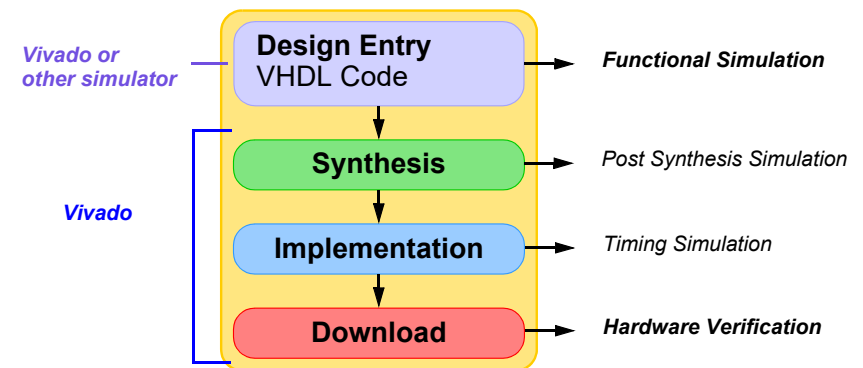 Vivado or
other simulator
Design Entry
VHDL Code
Functional Simulation
Synthesis
Post Synthesis Simulation
Vivado
Implementation
Timing Simulation
Download
Hardware Verification